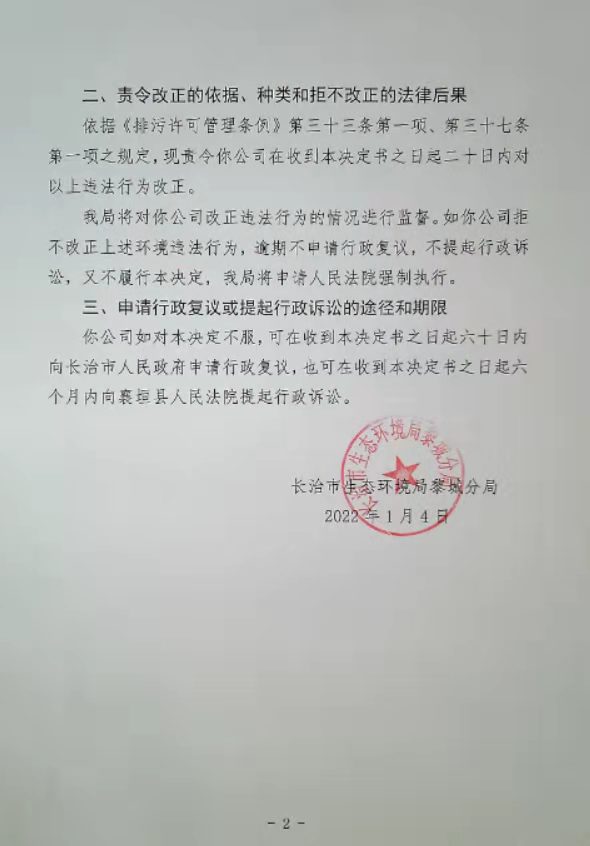 二、责令改正的依据、种类和拒不改正的法律后果
依据《排污许可管理条例》第三十三条第一项、第三十七条
第一项之规定，现责令你公司在收到本决定书之日起二十日内对
以上违法行为改正。
我局将对你公司改正违法行为的情况进行监督。如你公司拒
不改正上述环境违法行为，逾期不申请行政复议，不提起行政诉
讼，又不履行本决定，我局将申请人民法院强制执行。
三、申请行政复议或提起行政诉讼的途径和期限
你公司如对本决定不服，可在收到本决定书之日起六十日内
向长治市人民政府申请行政复议，也可在收到本决定书之日起六
个月内向襄垣县人民法院提起行政诉讼。
长治市生态环境局黎城分局
长治市生态环境局黎城分局
2022年1月4日
- 2 -